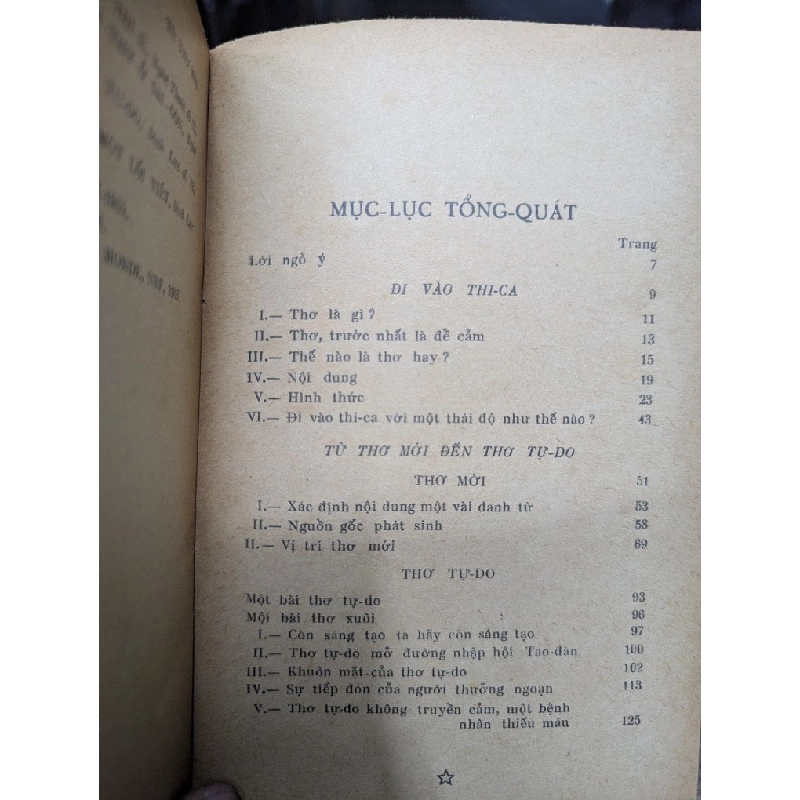 MỤC-LỤC TỔNG-QUÁT
Trang
Lời ngỏ ý 7
ĐI VÀO THI-CA 9
I.— Thơ là gì ? 11
II.— Thơ, trước nhất là để cảm 13
III.— Thế nào là thơ hay ? 15
IV.— Nội dung 19
V.— Hình thức 23
VI.— Đi vào thi-ca với một thái độ như thế nào ? 43
TỪ THƠ MỚI ĐẾN THƠ TỰ-DO
THƠ MỚI 51
I.— Xác định nội dung một vài danh từ 53
II.— Nguồn gốc phát sinh 58
II.— Vị trí thơ mới 69
THƠ TỰ-DO
Một bài thơ tự-do 93
Một bài thơ xuôi 96
I.— Còn sáng tạo ta hãy còn sáng tạo 97
II.— Thơ tự-do mở đường nhập hội Tao-đàn 100
III.— Khuôn mặt của thơ tự-do 102
IV.— Sự tiếp đón của người thưởng ngoạn 113
V.— Thơ tự-do không truyền cảm, một bệnh
nhân thiếu máu 125